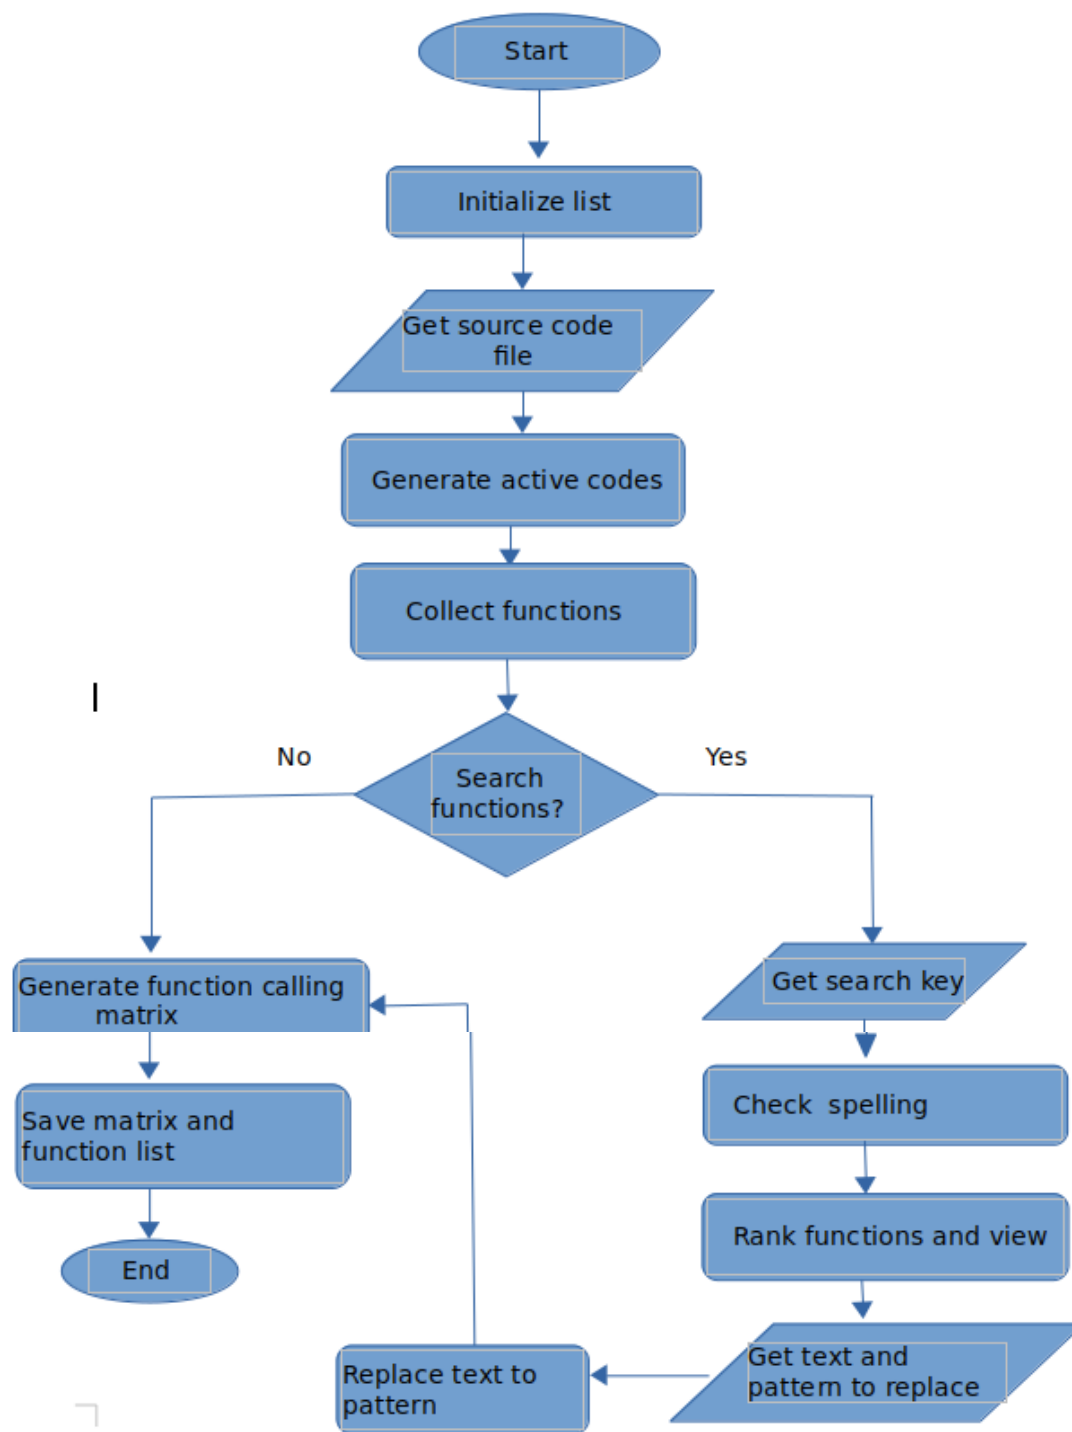 Start
Initialize list
Get source code
file
Generate active codes
Collect functions
No
Yes
Search
functions?
Generate function calling
matrix
Get search key
Save matrix and
function list
Check  spelling
Rank functions and view
End
Get text and
pattern to replace
Replace text to
pattern